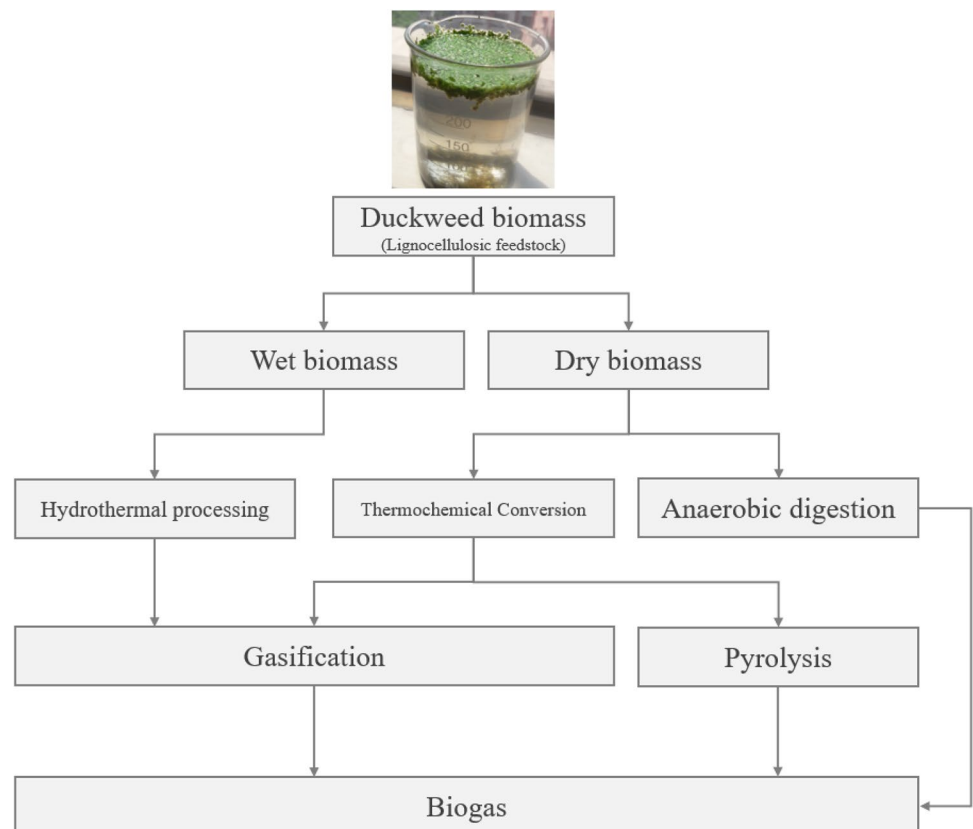 200
150
100
Duckweed biomass
(Lignocellulosic feedstock)
Wet biomass
Dry biomass
Hydrothermal processing
Thermochemical Conversion
Anaerobic digestion
Gasification
Pyrolysis
Biogas